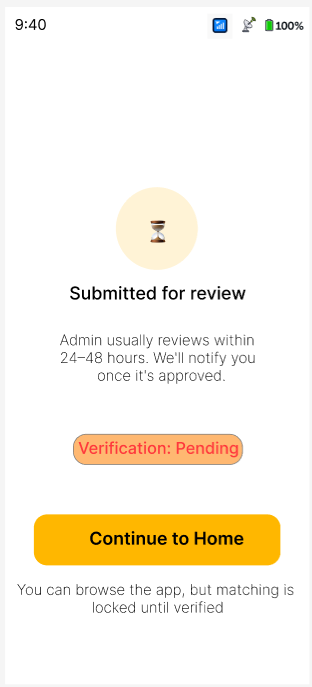 9:40
100%
Submitted for review
Admin usually reviews within
24–48 hours. We'll notify you
once it's approved.
Verification: Pending
Continue to Home
You can browse the app, but matching is
locked until verified